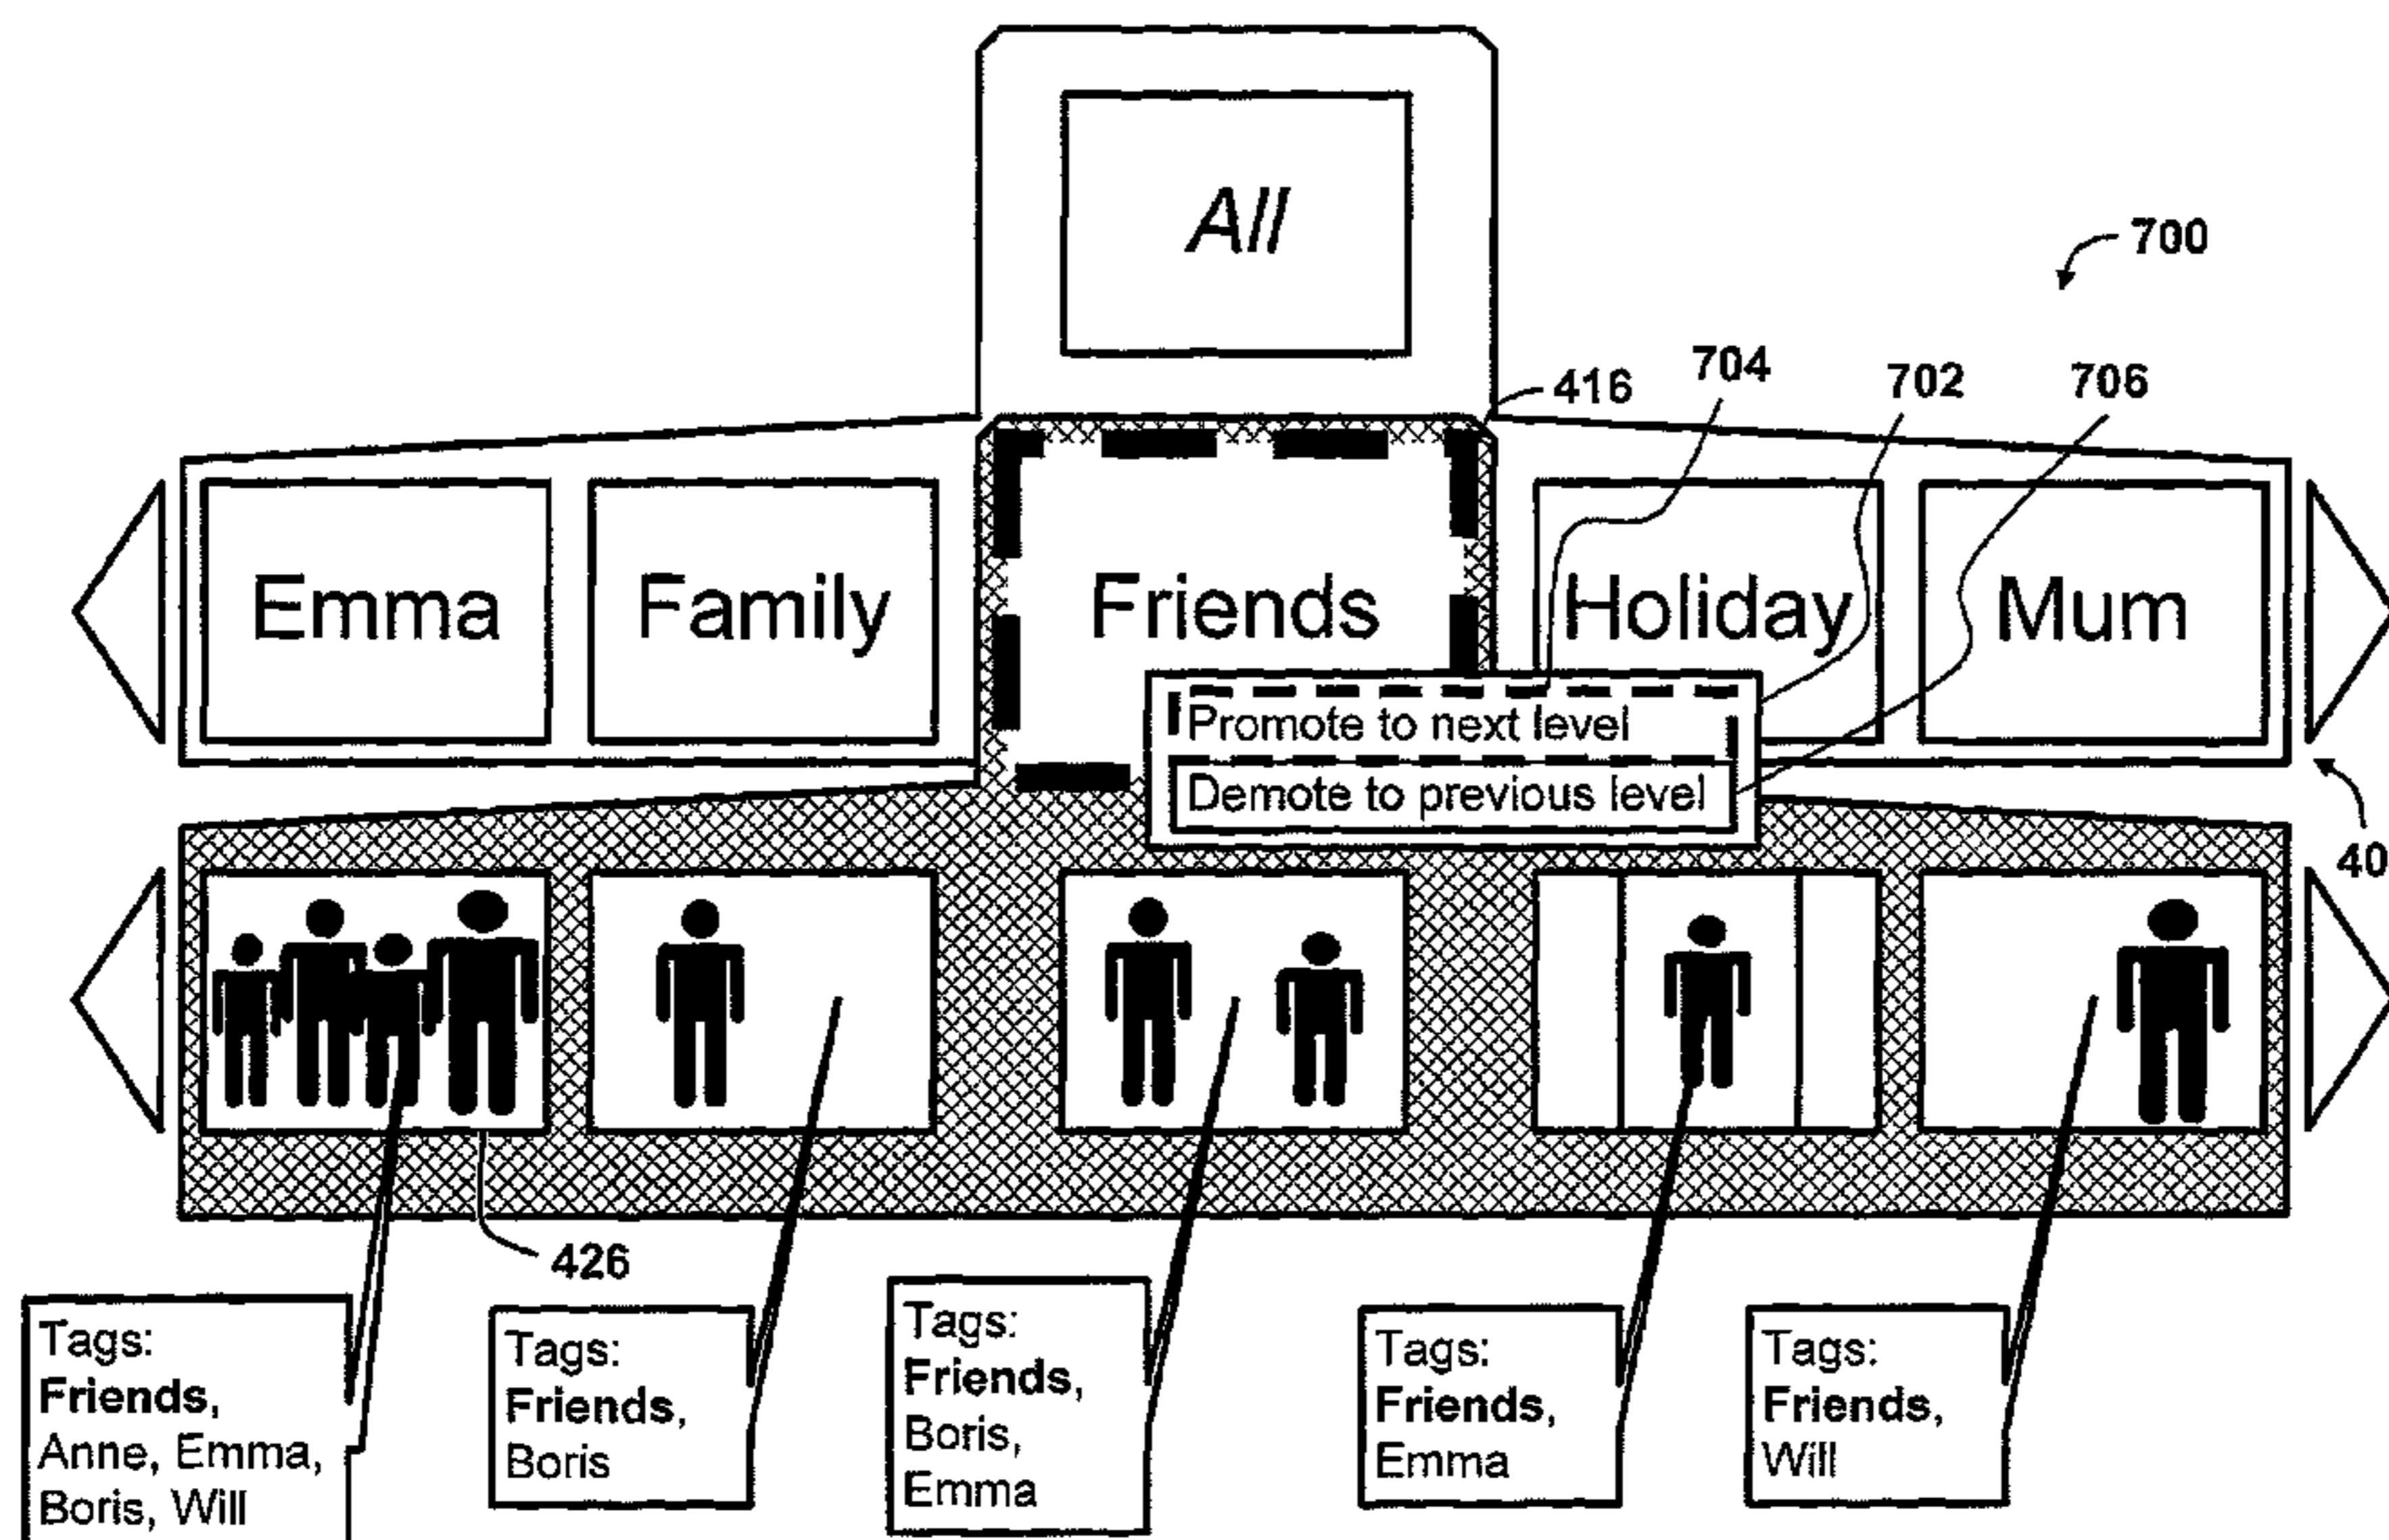 All
700
704
702
706
416
Emma
Family
Friends
Holiday
Mum
Promote to next level
Demote to previous level
40
426
Tags:
Friends,
Anne, Emma,
Boris, Will
Tags:
Friends,
Boris
Tags:
Friends,
Boris,
Emma
Tags:
Friends,
Emma
Tags:
Friends,
Will